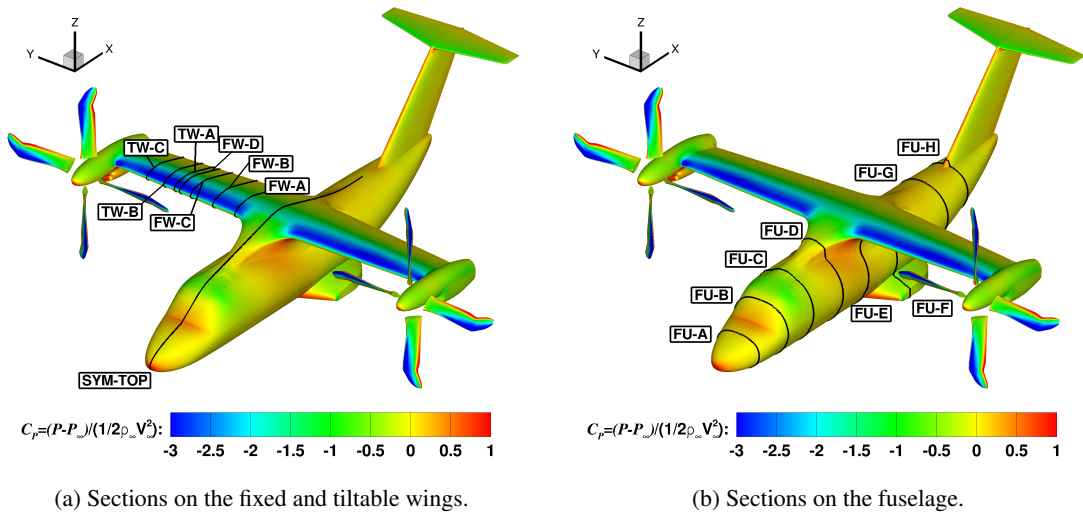 Z
Y
X
TW-C
TW-A
FW-D
FW-B
FW-A
TW-B
FW-C
SYM-TOP
C_P=(P-P_∞)/(1/2ρ_∞V_∞^2):
-3 -2.5 -2 -1.5 -1 -0.5 0 0.5 1
(a) Sections on the fixed and tiltable wings.
Z
Y
X
FU-H
FU-G
FU-D
FU-C
FU-B
FU-A
FU-E
FU-F
C_P=(P-P_∞)/(1/2ρ_∞V_∞^2):
-3 -2.5 -2 -1.5 -1 -0.5 0 0.5 1
(b) Sections on the fuselage.